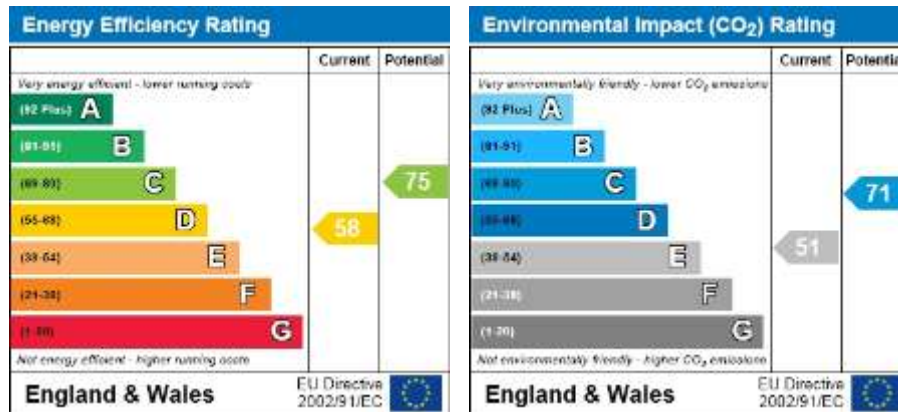 Energy Efficiency Rating
Current Potential
Very energy efficient - lower running costs
(92 Plus) A
(81-91) B
(69-80) C
(55-68) D
(39-54) E
(21-38) F
(1-20) G
58
75
Not energy efficient - higher running costs
England & Wales
EU Directive
2002/91/EC
Environmental Impact (CO₂) Rating
Current Potentia
Very environmentally friendly - lower CO₂ emissions
(92 Plus) A
(81-91) B
(69-80) C
(55-68) D
(39-54) E
(21-38) F
(1-20) G
51
71
Not environmentally friendly - higher CO₂ emissions
England & Wales
EU Directive
2002/91/EC